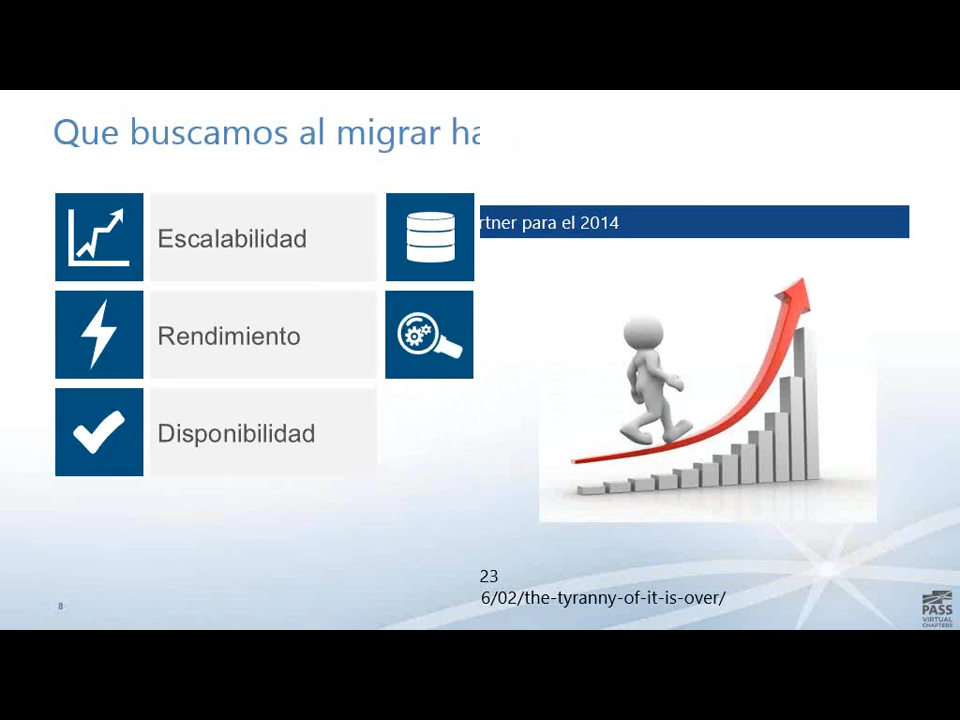 Que buscamos al migrar ha
Escalabilidad
rtner para el 2014
Rendimiento
Disponibilidad
23
6/02/the-tyranny-of-it-is-over/
8
PASS
VIRTUAL
CHAPTERS